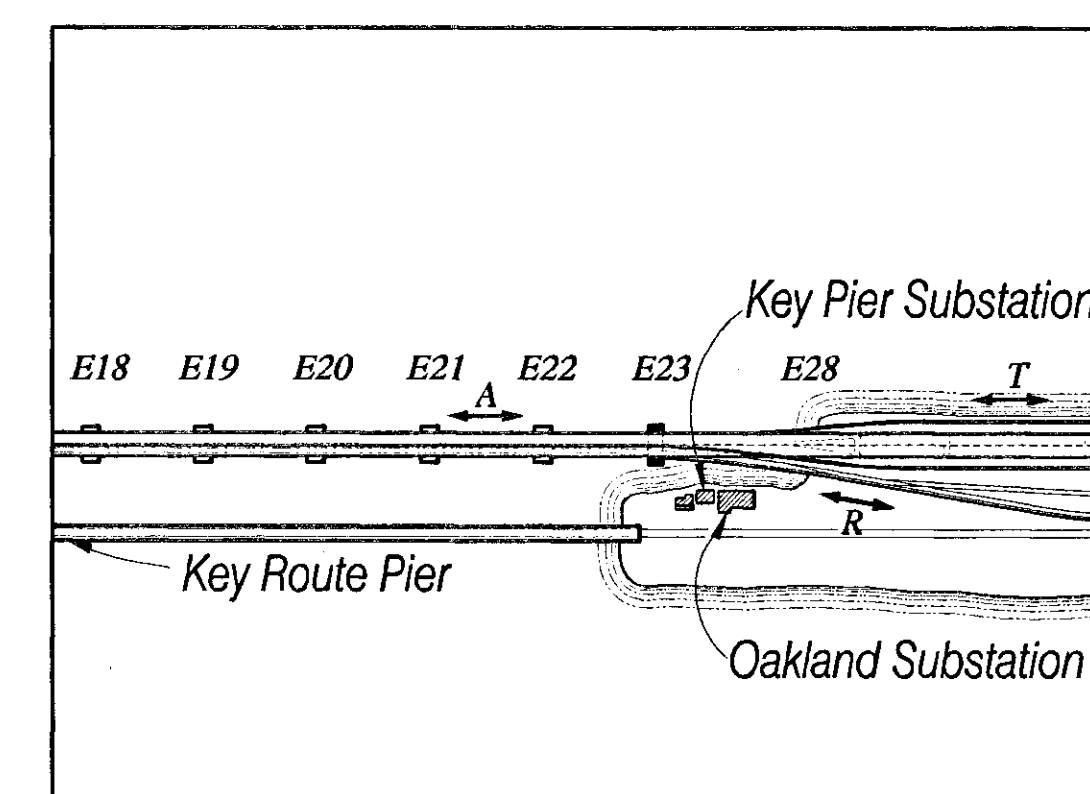 Key Pier Substation
E18 E19 E20 E21 E22 E23 E28
A
T
R
Key Route Pier
Oakland Substation